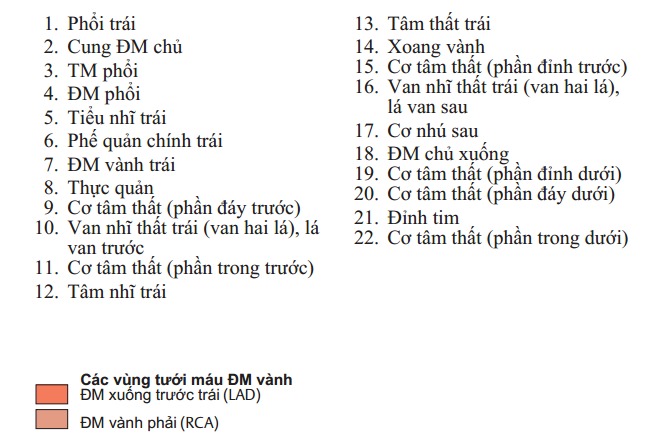 1. Phổi trái
2. Cung ĐM chủ
3. TM phổi
4. ĐM phổi
5. Tiểu nhĩ trái
6. Phế quản chính trái
7. ĐM vành trái
8. Thực quản
9. Cơ tâm thất (phần đáy trước)
10. Van nhĩ thất trái (van hai lá), lá
van trước
11. Cơ tâm thất (phần trong trước)
12. Tâm nhĩ trái
13. Tâm thất trái
14. Xoang vành
15. Cơ tâm thất (phần đỉnh trước)
16. Van nhĩ thất trái (van hai lá),
lá van sau
17. Cơ nhú sau
18. ĐM chủ xuống
19. Cơ tâm thất (phần đỉnh dưới)
20. Cơ tâm thất (phần đáy dưới)
21. Đỉnh tim
22. Cơ tâm thất (phần trong dưới)
Các vùng tưới máu ĐM vành
ĐM xuống trước trái (LAD)
ĐM vành phải (RCA)